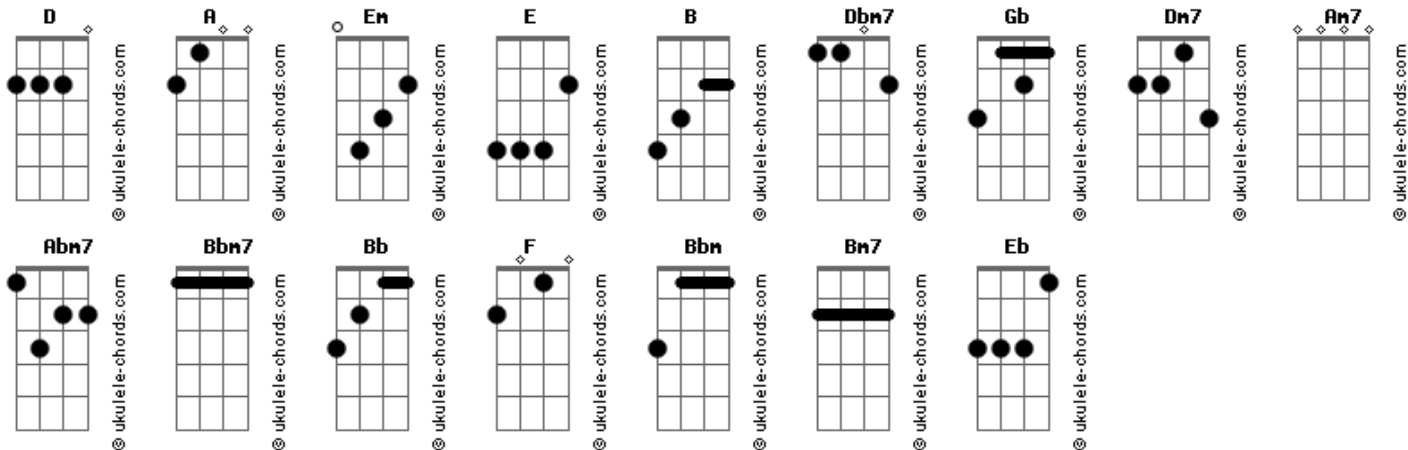 D A Em E B Dbm7 Gb Dm7 Am7
© ukulele-chords.com © ukulele-chords.com © ukulele-chords.com © ukulele-chords.com © ukulele-chords.com © ukulele-chords.com © ukulele-chords.com © ukulele-chords.com © ukulele-chords.com
Abm7 Bbm7 Bb F Bbm Bm7 Eb
© ukulele-chords.com © ukulele-chords.com © ukulele-chords.com © ukulele-chords.com © ukulele-chords.com © ukulele-chords.com © ukulele-chords.com